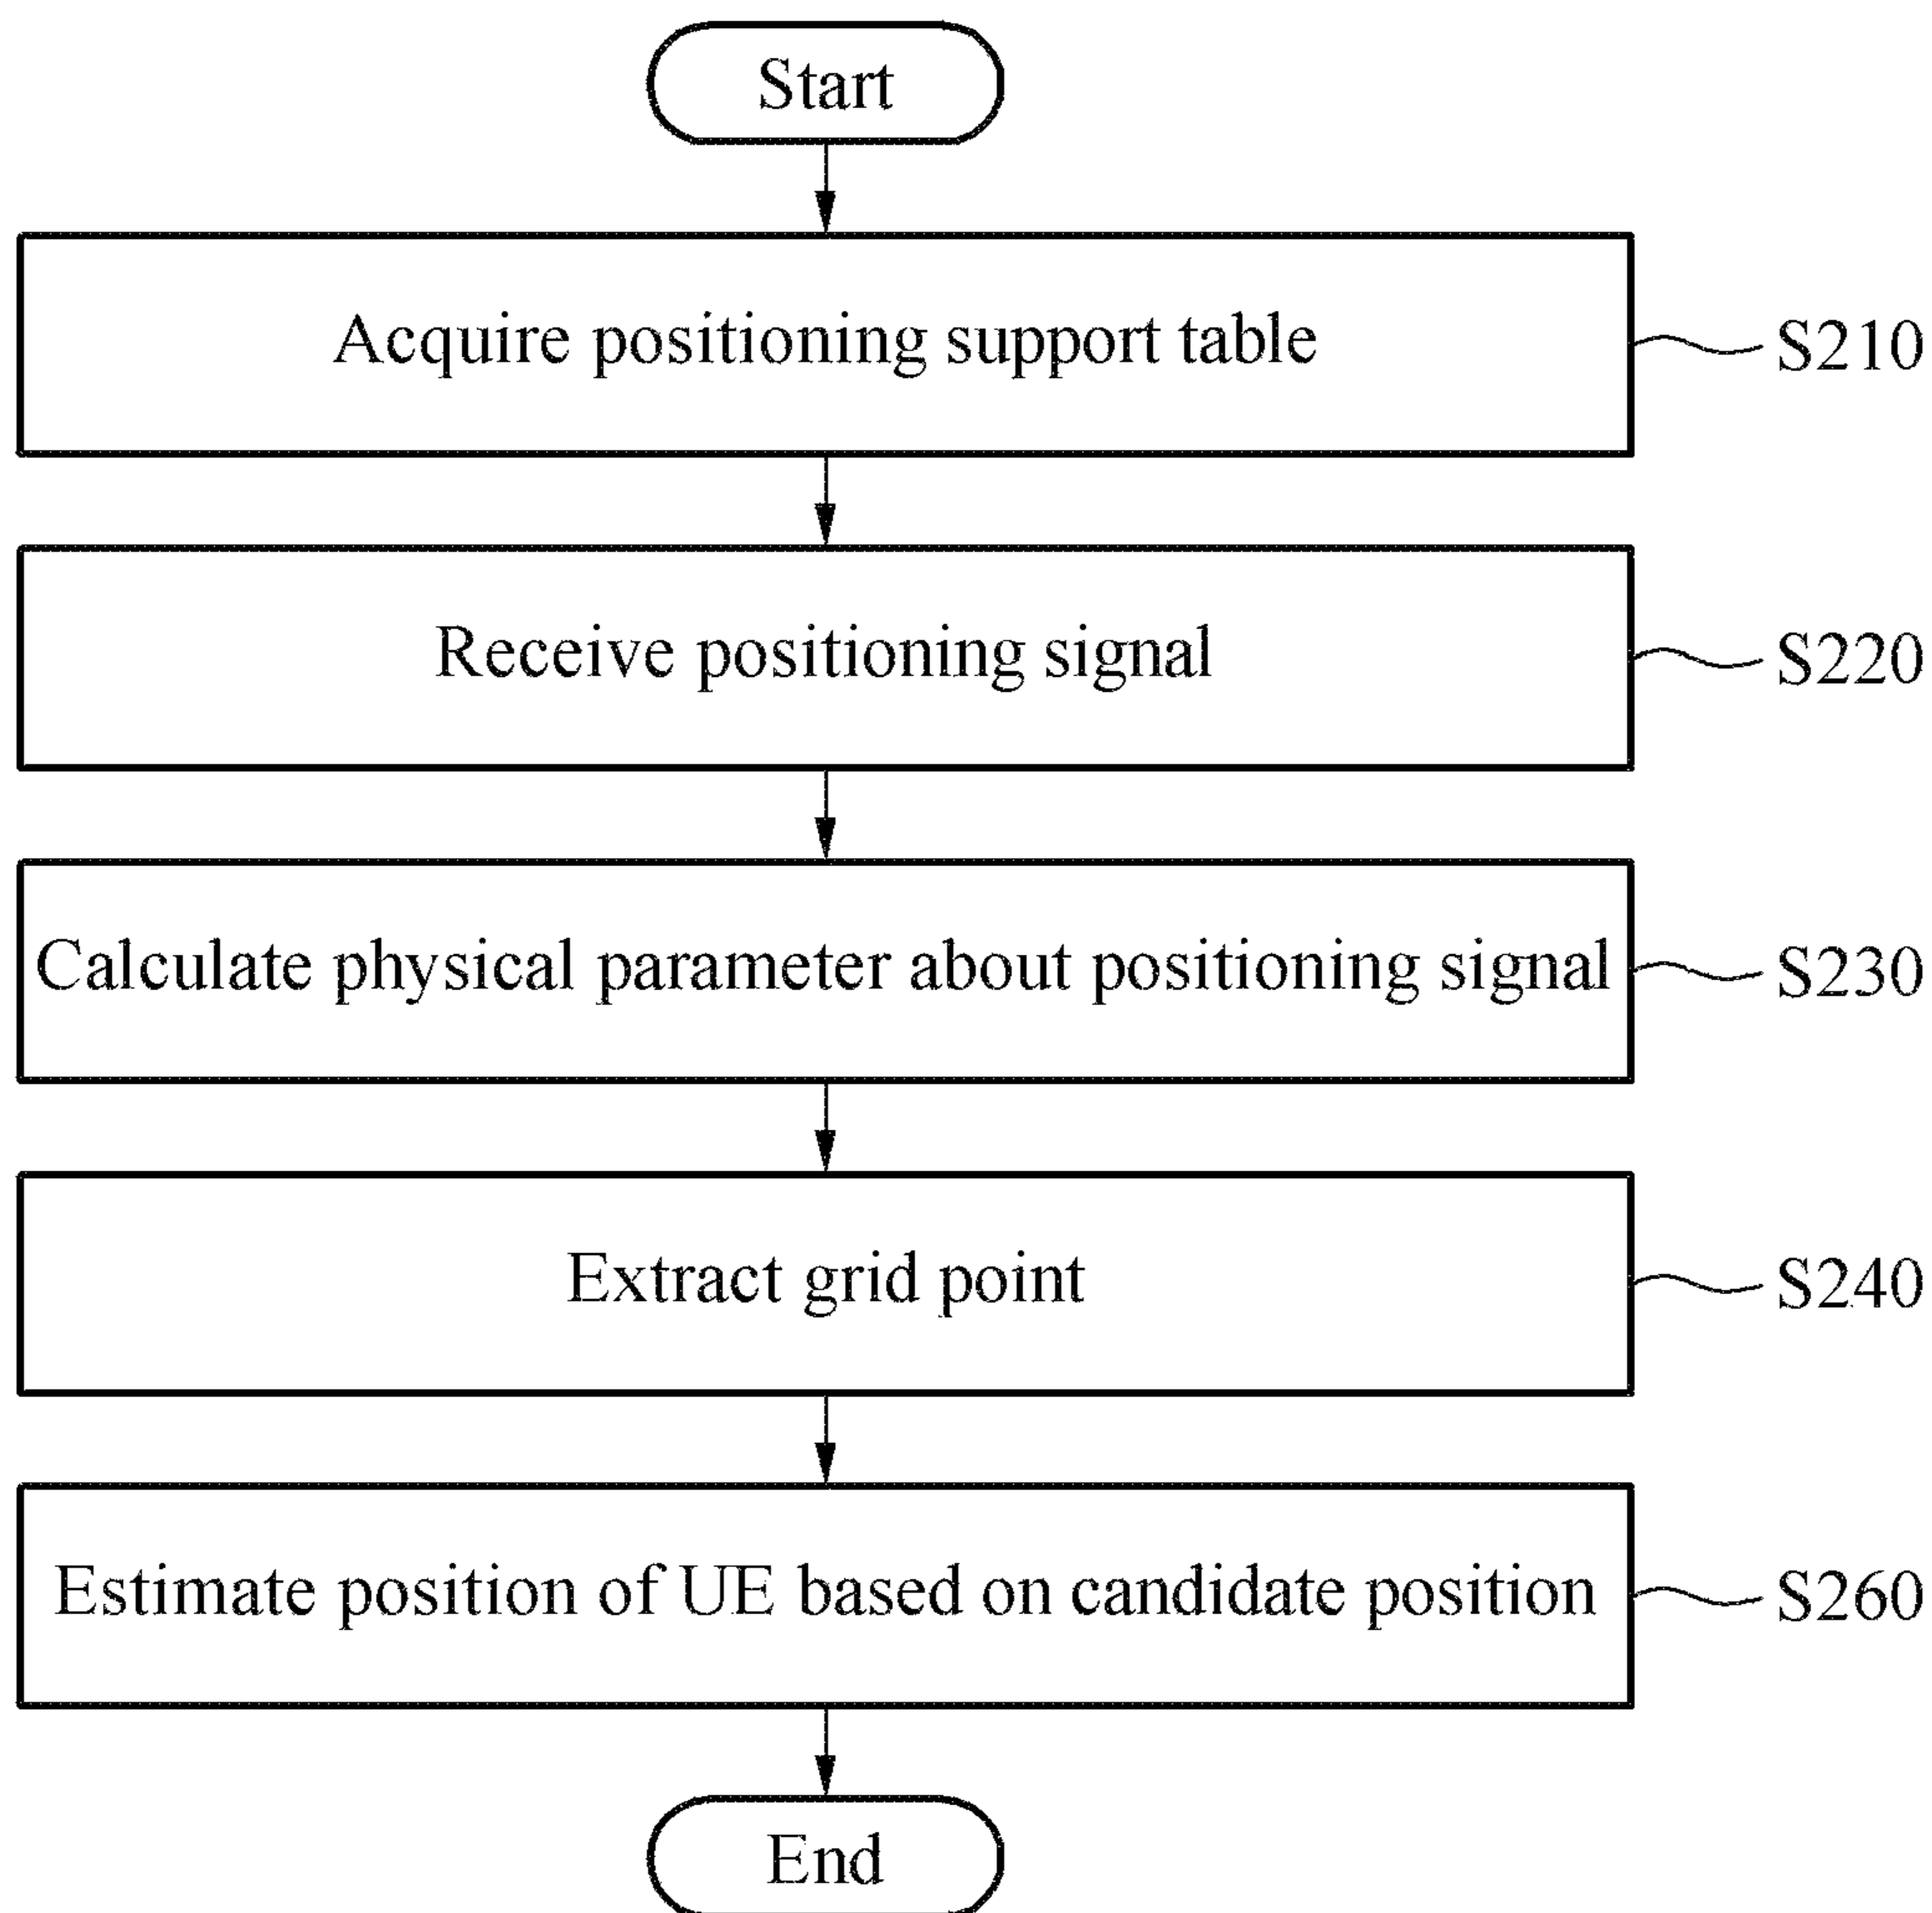 Start
Acquire positioning support table
S210
Receive positioning signal
S220
Calculate physical parameter about positioning signal
S230
Extract grid point
S240
Estimate position of UE based on candidate position
S260
End